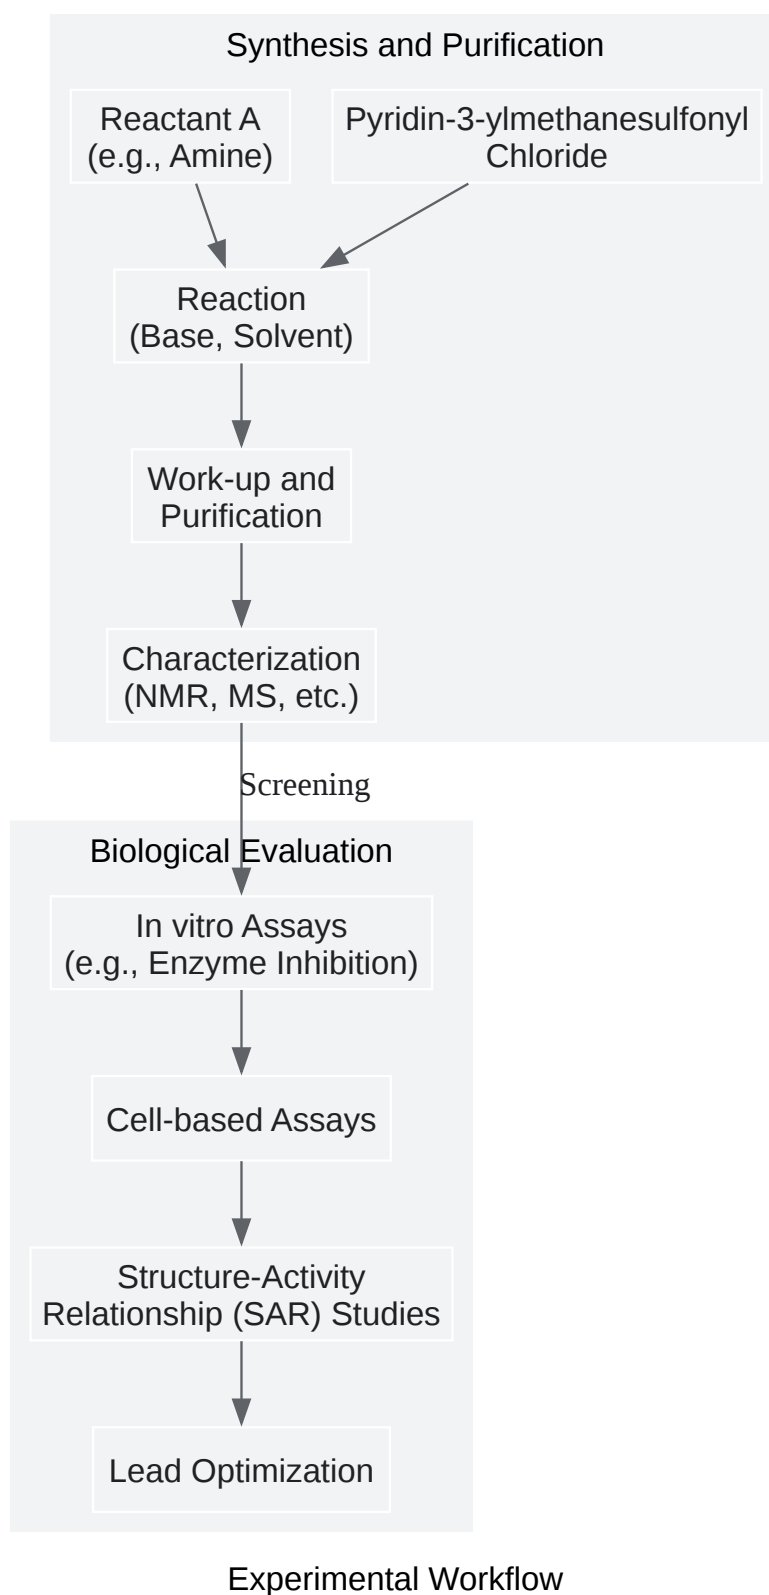 Synthesis and Purification
Reactant A
(e.g., Amine)
Pyridin-3-ylmethanesulfonyl
Chloride
Reaction
(Base, Solvent)
Work-up and
Purification
Characterization
(NMR, MS, etc.)
Screening
Biological Evaluation
In vitro Assays
(e.g., Enzyme Inhibition)
Cell-based Assays
Structure-Activity
Relationship (SAR) Studies
Lead Optimization
Experimental Workflow